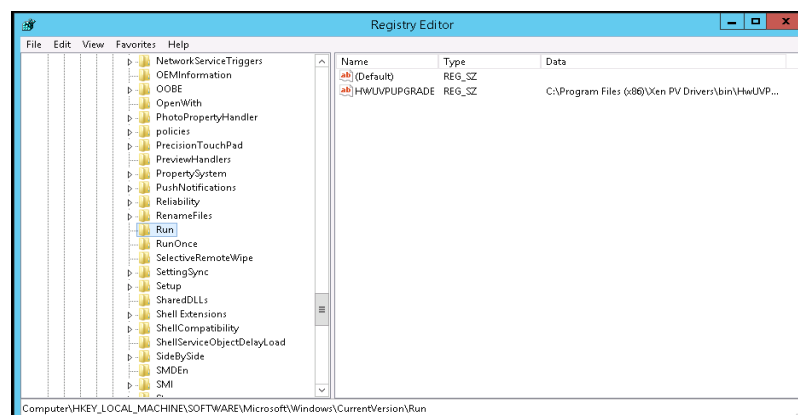 Registry Editor
File Edit View Favorites Help
NetworkServiceTriggers
OEMInformation
OOBE
OpenWith
PhotoPropertyHandler
policies
PrecisionTouchPad
PreviewHandlers
PropertySystem
PushNotifications
Reliability
RenameFiles
Run
RunOnce
SelectiveRemoteWipe
SettingSync
Setup
SharedDLLs
Shell Extensions
ShellCompatibility
ShellServiceObjectDelayLoad
SideBySide
SMDEn
SMI
Name Type Data
(Default) REG_SZ
HWUVPUPGRADE REG_SZ C:\Program Files (x86)\Xen PV Drivers\bin\HwUVP...
Computer\HKEY_LOCAL_MACHINE\SOFTWARE\Microsoft\Windows\CurrentVersion\Run